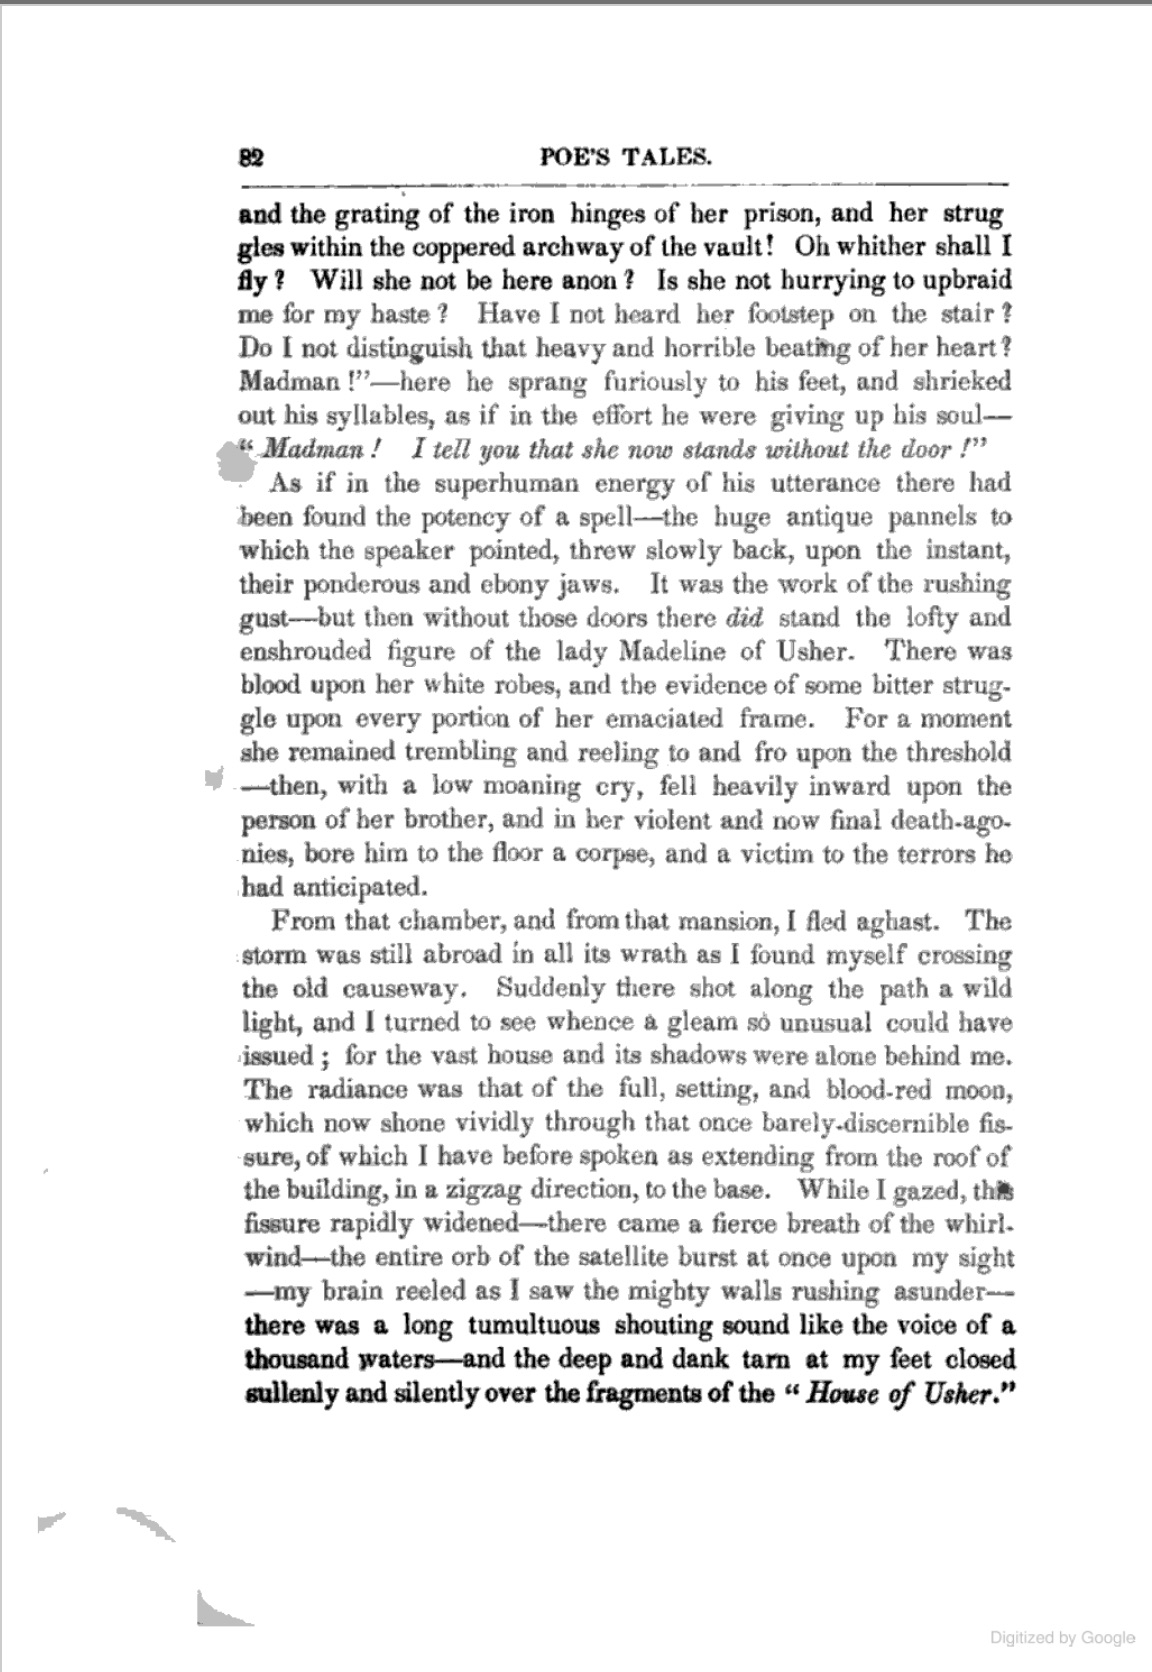 82 POE'S TALES.
and the grating of the iron hinges of her prison, and her strug
gles within the coppered archway of the vault! Oh whither shall I
fly? Will she not be here anon? Is she not hurrying to upbraid
me for my haste? Have I not heard her footstep on the stair?
Do I not distinguish that heavy and horrible beating of her heart?
Madman!"—here he sprang furiously to his feet, and shrieked
out his syllables, as if in the effort he were giving up his soul—
"Madman! I tell you that she now stands without the door!"
As if in the superhuman energy of his utterance there had
been found the potency of a spell—the huge antique pannels to
which the speaker pointed, threw slowly back, upon the instant,
their ponderous and ebony jaws. It was the work of the rushing
gust—but then without those doors there did stand the lofty and
enshrouded figure of the lady Madeline of Usher. There was
blood upon her white robes, and the evidence of some bitter strug-
gle upon every portion of her emaciated frame. For a moment
she remained trembling and reeling to and fro upon the threshold
—then, with a low moaning cry, fell heavily inward upon the
person of her brother, and in her violent and now final death-ago-
nies, bore him to the floor a corpse, and a victim to the terrors he
had anticipated.
From that chamber, and from that mansion, I fled aghast. The
storm was still abroad in all its wrath as I found myself crossing
the old causeway. Suddenly there shot along the path a wild
light, and I turned to see whence a gleam so unusual could have
issued; for the vast house and its shadows were alone behind me.
The radiance was that of the full, setting, and blood-red moon,
which now shone vividly through that once barely-discernible fis-
sure, of which I have before spoken as extending from the roof of
the building, in a zigzag direction, to the base. While I gazed, this
fissure rapidly widened—there came a fierce breath of the whirl-
wind—the entire orb of the satellite burst at once upon my sight
—my brain reeled as I saw the mighty walls rushing asunder—
there was a long tumultuous shouting sound like the voice of a
thousand waters—and the deep and dank tarn at my feet closed
sullenly and silently over the fragments of the "House of Usher."
Digitized by Google